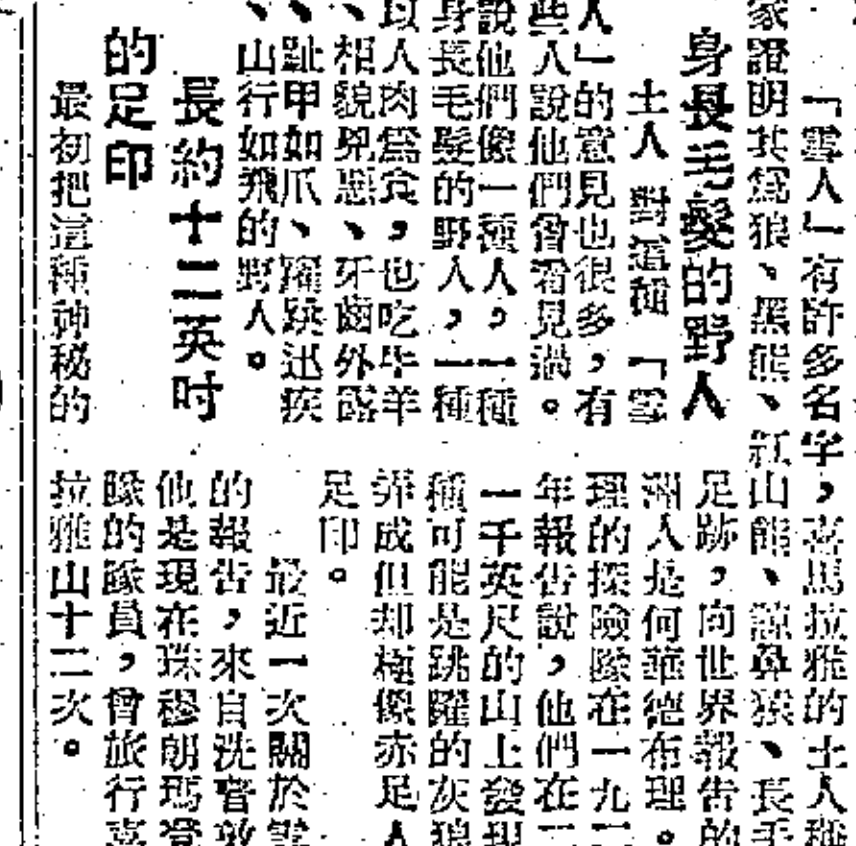 「雪人」有許多名字,喜馬拉雅的土人稱
家證明其爲狼、黑熊、紅山熊、鼻猴、長毛
身長毛髮的野人
土人 對這種「雪
人」的意見也很多,有
些人說他們曾看見過。
說他們像一種人,一種
身長毛髮的野人,一種
以人肉爲食,也吃牛羊
、相貌兇惡、牙齒外露
、趾甲如爪、躍跳迅疾
、山行如飛的野人。
長約十二英吋
的足印
最初把這種神秘的
足跡,向世界報告的
洲人是何華德布理。
理的探險隊在一九二
年報告說,他們在二
一千英尺的山上發現
種可能是跳躍的灰狼
弄成但却極像赤足人
足印。
最近一次關於雪
的報告,來自洗
他是現在珠穆朗瑪登
隊的隊員,曾旅行喜
拉雅山十二次。